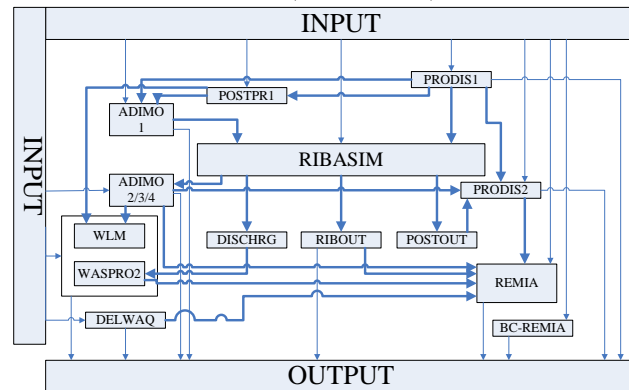 INPUT
INPUT
PRODIS1
POSTPR1
ADIMO
1
RIBASIM
ADIMO
2/3/4
PRODIS2
WLM
DISCHRG
RIBOUT
POSTOUT
WASPRO2
REMIA
DELWAQ
BC-REMIA
OUTPUT